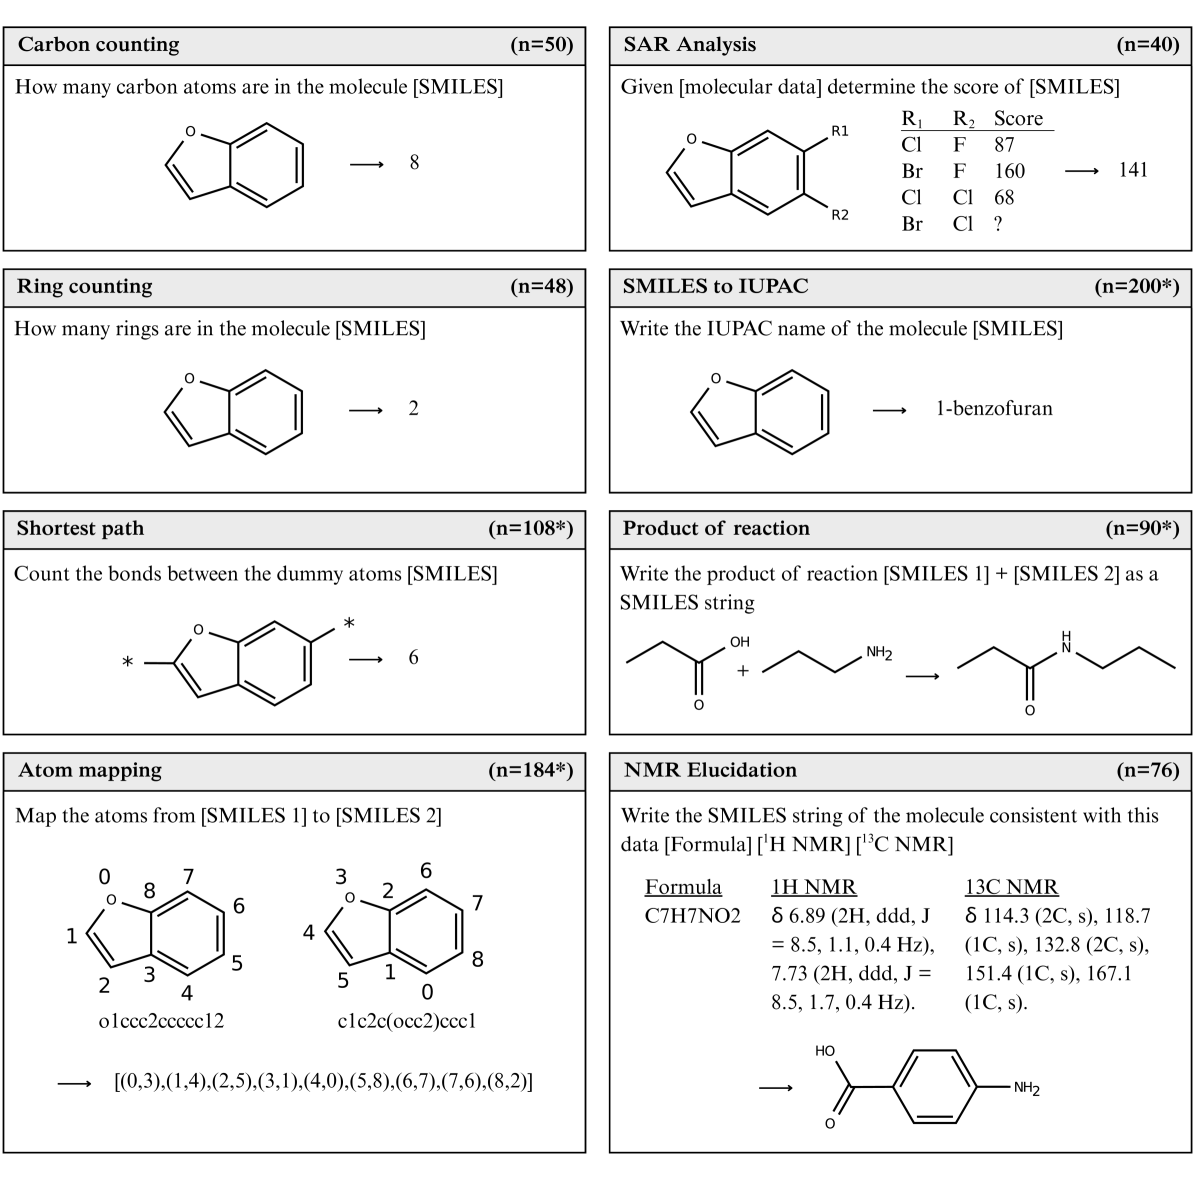 Carbon counting (n=50)
How many carbon atoms are in the molecule [SMILES]
O
8
SAR Analysis (n=40)
Given [molecular data] determine the score of [SMILES]
O R1 R2
R₁ R₂ Score
Cl F 87
Br F 160
Cl Cl 68
Br Cl ?
141
Ring counting (n=48)
How many rings are in the molecule [SMILES]
O
2
SMILES to IUPAC (n=200*)
Write the IUPAC name of the molecule [SMILES]
O
1-benzofuran
Shortest path (n=108*)
Count the bonds between the dummy atoms [SMILES]
* O *
6
Product of reaction (n=90*)
Write the product of reaction [SMILES 1] + [SMILES 2] as a
SMILES string
OH O + NH2 H N O
Atom mapping (n=184*)
Map the atoms from [SMILES 1] to [SMILES 2]
0 8 7 6 O 1 5 2 3 4
3 2 6 7 O 4 8 5 1 0
o1ccc2ccccc12 c1c2c(occ2)ccc1
[(0,3),(1,4),(2,5),(3,1),(4,0),(5,8),(6,7),(7,6),(8,2)]
NMR Elucidation (n=76)
Write the SMILES string of the molecule consistent with this
data [Formula] [¹H NMR] [¹³C NMR]
Formula 1H NMR 13C NMR
C7H7NO2 δ 6.89 (2H, ddd, J δ 114.3 (2C, s), 118.7
= 8.5, 1.1, 0.4 Hz), (1C, s), 132.8 (2C, s),
7.73 (2H, ddd, J = 151.4 (1C, s), 167.1
8.5, 1.7, 0.4 Hz). (1C, s).
HO O NH2